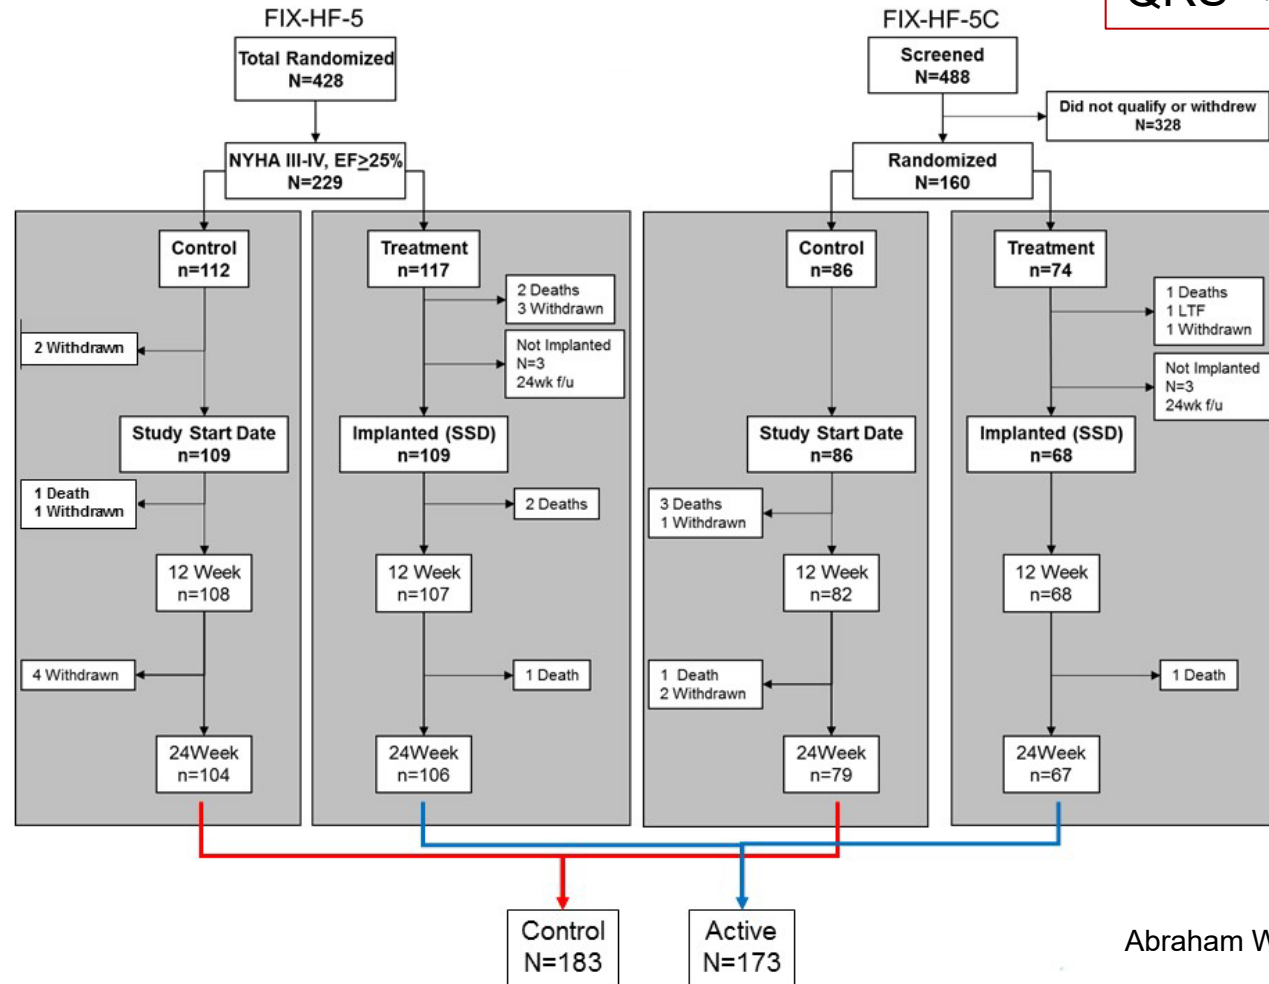 FIX-HF-5
Total Randomized
N=428
NYHA III-IV, EF≥25%
N=229
Control
n=112
2 Withdrawn
Study Start Date
n=109
1 Death
1 Withdrawn
12 Week
n=108
4 Withdrawn
24Week
n=104
Treatment
n=117
2 Deaths
3 Withdrawn
Not Implanted
N=3
24wk f/u
Implanted (SSD)
n=109
2 Deaths
12 Week
n=107
1 Death
24Week
n=106
FIX-HF-5C
Screened
N=488
Did not qualify or withdrew
N=328
Randomized
N=160
Control
n=86
Study Start Date
n=86
3 Deaths
1 Withdrawn
12 Week
n=82
1 Death
2 Withdrawn
24Week
n=79
Treatment
n=74
1 Deaths
1 LTF
1 Withdrawn
Not Implanted
N=3
24wk f/u
Implanted (SSD)
n=68
12 Week
n=68
1 Death
24Week
n=67
Control
N=183
Active
N=173
Abraham W